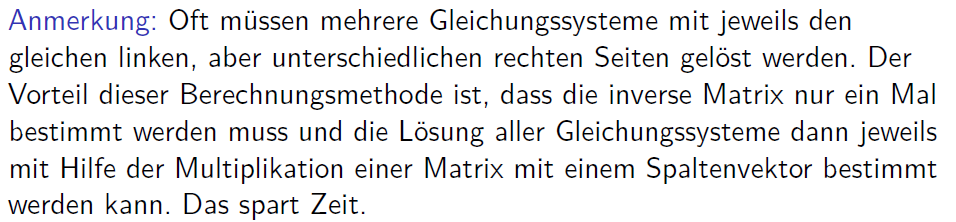 Anmerkung: Oft müssen mehrere Gleichungssysteme mit jeweils den
gleichen linken, aber unterschiedlichen rechten Seiten gelöst werden. Der
Vorteil dieser Berechnungsmethode ist, dass die inverse Matrix nur ein Mal
bestimmt werden muss und die Lösung aller Gleichungssysteme dann jeweils
mit Hilfe der Multiplikation einer Matrix mit einem Spaltenvektor bestimmt
werden kann. Das spart Zeit.